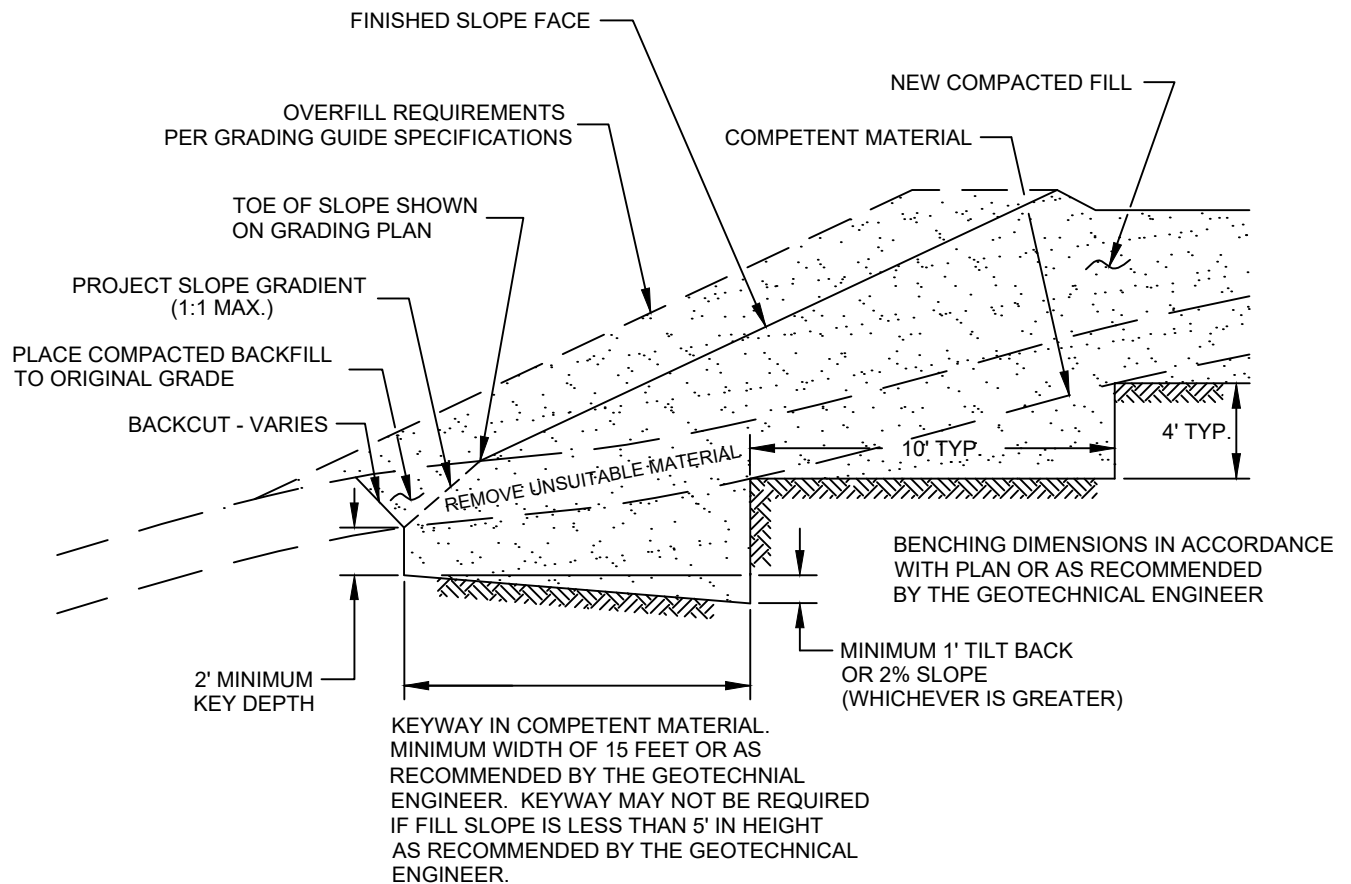 FINISHED SLOPE FACE
NEW COMPACTED FILL
OVERFILL REQUIREMENTS
PER GRADING GUIDE SPECIFICATIONS
COMPETENT MATERIAL
TOE OF SLOPE SHOWN
ON GRADING PLAN
PROJECT SLOPE GRADIENT
(1:1 MAX.)
PLACE COMPACTED BACKFILL
TO ORIGINAL GRADE
BACKCUT - VARIES
REMOVE UNSUITABLE MATERIAL
10' TYP.
4' TYP.
BENCHING DIMENSIONS IN ACCORDANCE
WITH PLAN OR AS RECOMMENDED
BY THE GEOTECHNICAL ENGINEER
2' MINIMUM
KEY DEPTH
MINIMUM 1' TILT BACK
OR 2% SLOPE
(WHICHEVER IS GREATER)
KEYWAY IN COMPETENT MATERIAL.
MINIMUM WIDTH OF 15 FEET OR AS
RECOMMENDED BY THE GEOTECHNIAL
ENGINEER. KEYWAY MAY NOT BE REQUIRED
IF FILL SLOPE IS LESS THAN 5' IN HEIGHT
AS RECOMMENDED BY THE GEOTECHNICAL
ENGINEER.